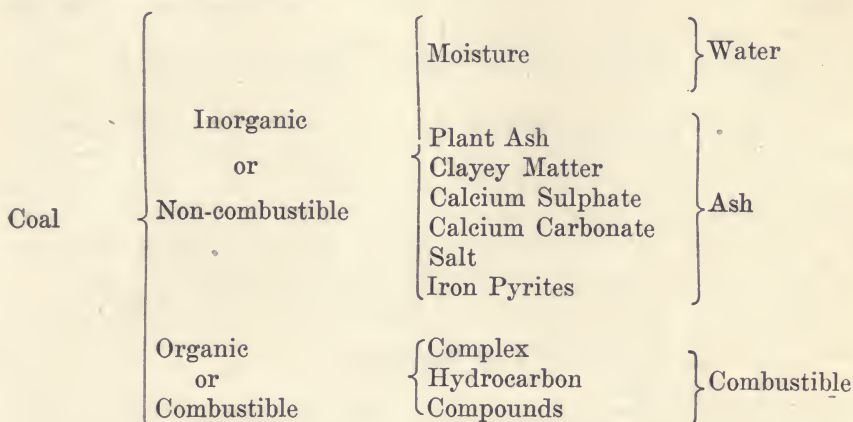 Moisture Water
Inorganic
or
Plant Ash
Clayey Matter
Coal Non-combustible Calcium Sulphate Ash
Calcium Carbonate
Salt
Iron Pyrites
Organic Complex
or Hydrocarbon Combustible
Combustible Compounds